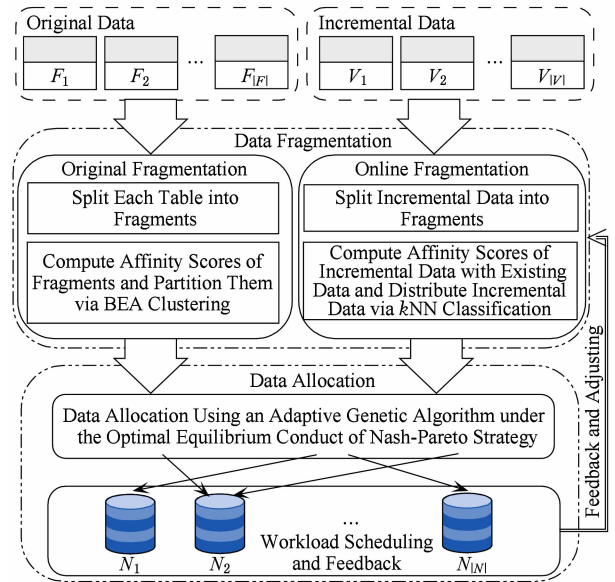 Original Data
F1 F2 ... F|F|
Incremental Data
V1 V2 ... V|V|
Data Fragmentation
Original Fragmentation
Split Each Table into
Fragments
Compute Affinity Scores of
Fragments and Partition Them
via BEA Clustering
Online Fragmentation
Split Incremental Data into
Fragments
Compute Affinity Scores of
Incremental Data with Existing
Data and Distribute Incremental
Data via kNN Classification
Data Allocation
Data Allocation Using an Adaptive Genetic Algorithm under
the Optimal Equilibrium Conduct of Nash-Pareto Strategy
...
Workload Scheduling
and Feedback
N1 N2 N|N|
Feedback and Adjusting